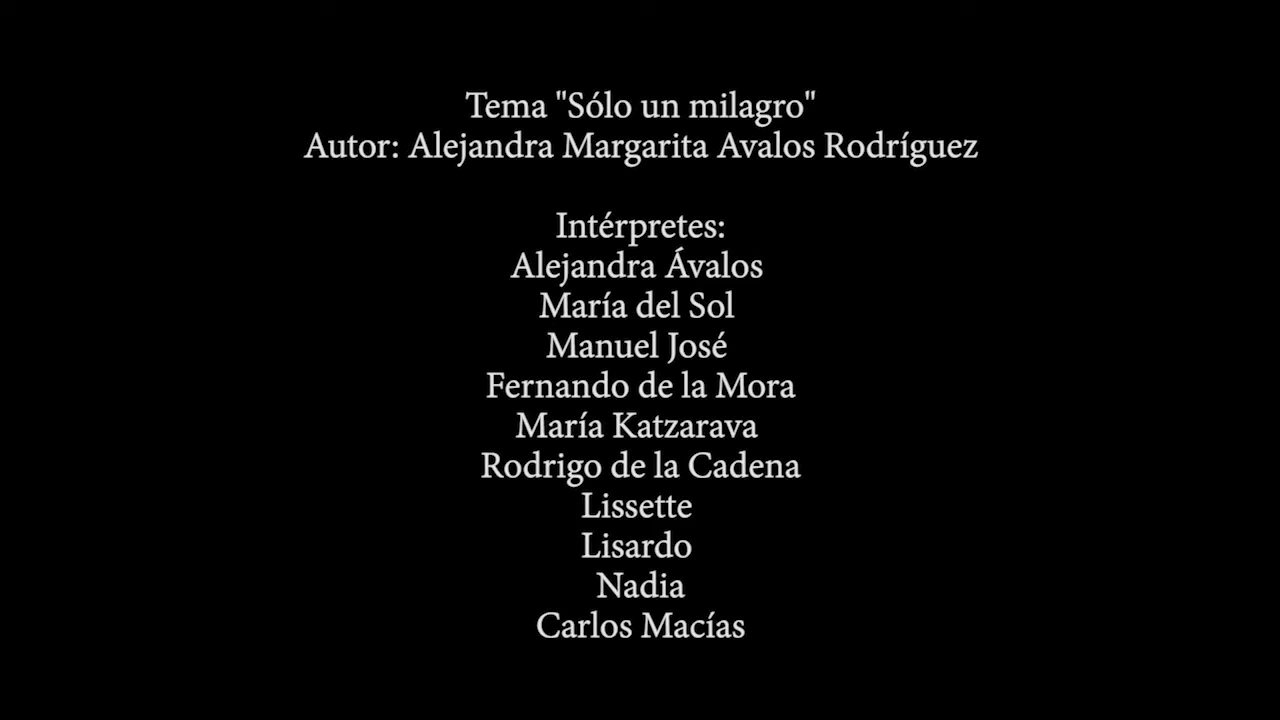 Tema "Sólo un milagro"
Autor: Alejandra Margarita Avalos Rodríguez
Intérpretes:
Alejandra Ávalos
María del Sol
Manuel José
Fernando de la Mora
María Katzarava
Rodrigo de la Cadena
Lissette
Lisardo
Nadia
Carlos Macías